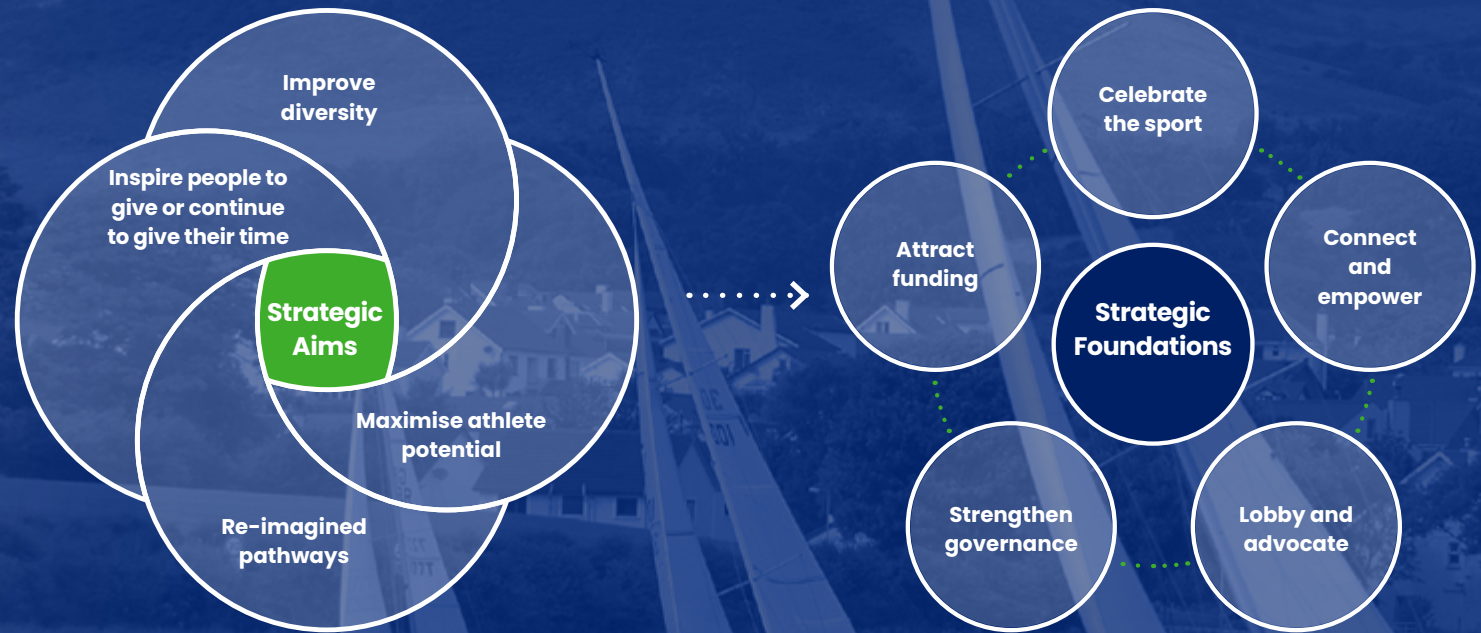 Improve
diversity
Inspire people to
give or continue
to give their time
Strategic
Aims
Maximise athlete
potential
Re-imagined
pathways
Celebrate
the sport
Attract
funding
Connect
and
empower
Strategic
Foundations
Strengthen
governance
Lobby and
advocate